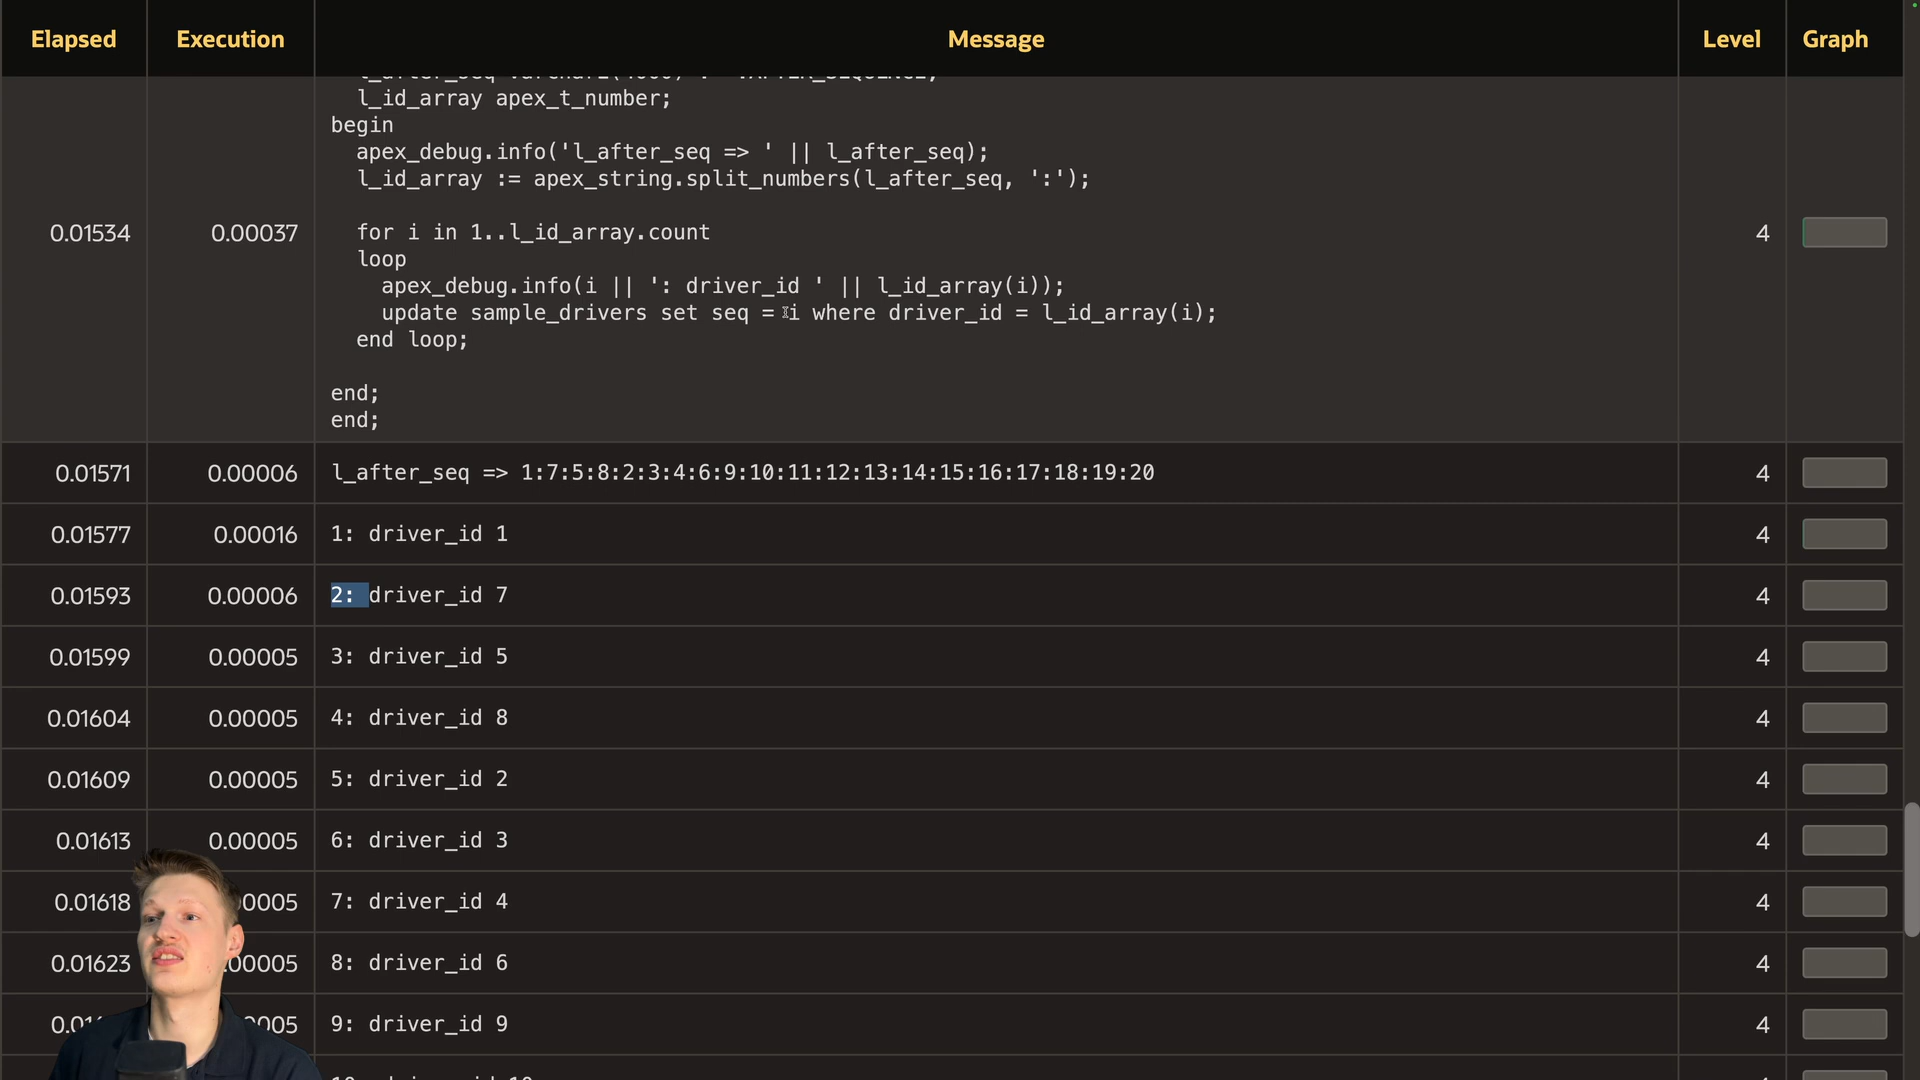 Elapsed Execution Message Level Graph
l_id_array apex_t_number;
begin
apex_debug.info('l_after_seq => ' || l_after_seq);
l_id_array := apex_string.split_numbers(l_after_seq, ':');
for i in 1..l_id_array.count
0.01534 0.00037 4
loop
apex_debug.info(i || ': driver_id ' || l_id_array(i));
update sample_drivers set seq = i where driver_id = l_id_array(i);
end loop;
end;
end;
0.01571 0.00006 l_after_seq => 1:7:5:8:2:3:4:6:9:10:11:12:13:14:15:16:17:18:19:20 4
0.01577 0.00016 1: driver_id 1 4
0.01593 0.00006 2: driver_id 7 4
0.01599 0.00005 3: driver_id 5 4
0.01604 0.00005 4: driver_id 8 4
0.01609 0.00005 5: driver_id 2 4
0.01613 0.00005 6: driver_id 3 4
0.01618 7: driver_id 4 4
0.01623 8: driver_id 6 4
9: driver_id 9 4